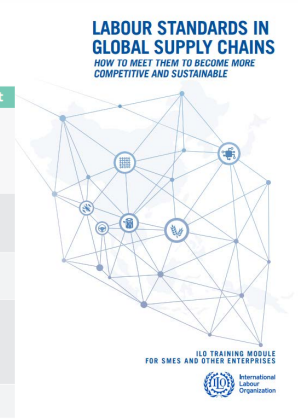 LABOUR STANDARDS IN
GLOBAL SUPPLY CHAINS
HOW TO MEET THEM TO BECOME MORE
COMPETITIVE AND SUSTAINABLE
t
ILO TRAINING MODULE
FOR SMES AND OTHER ENTERPRISES
International
Labour
Organization